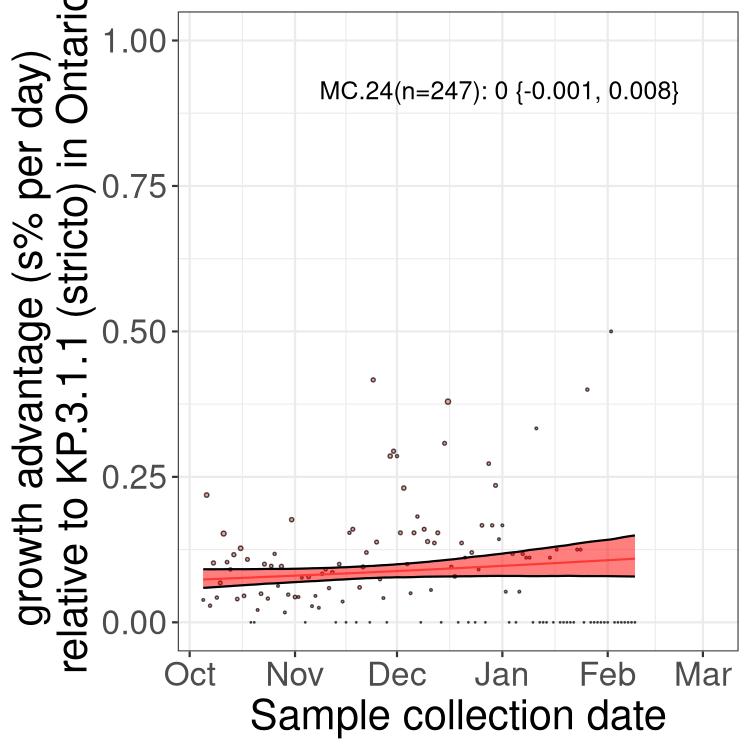 growth advantage (s% per day)
relative to KP.3.1.1 (stricto) in Ontario
1.00
0.75
0.50
0.25
0.00
MC.24(n=247): 0 {-0.001, 0.008}
Oct Nov Dec Jan Feb Mar
Sample collection date